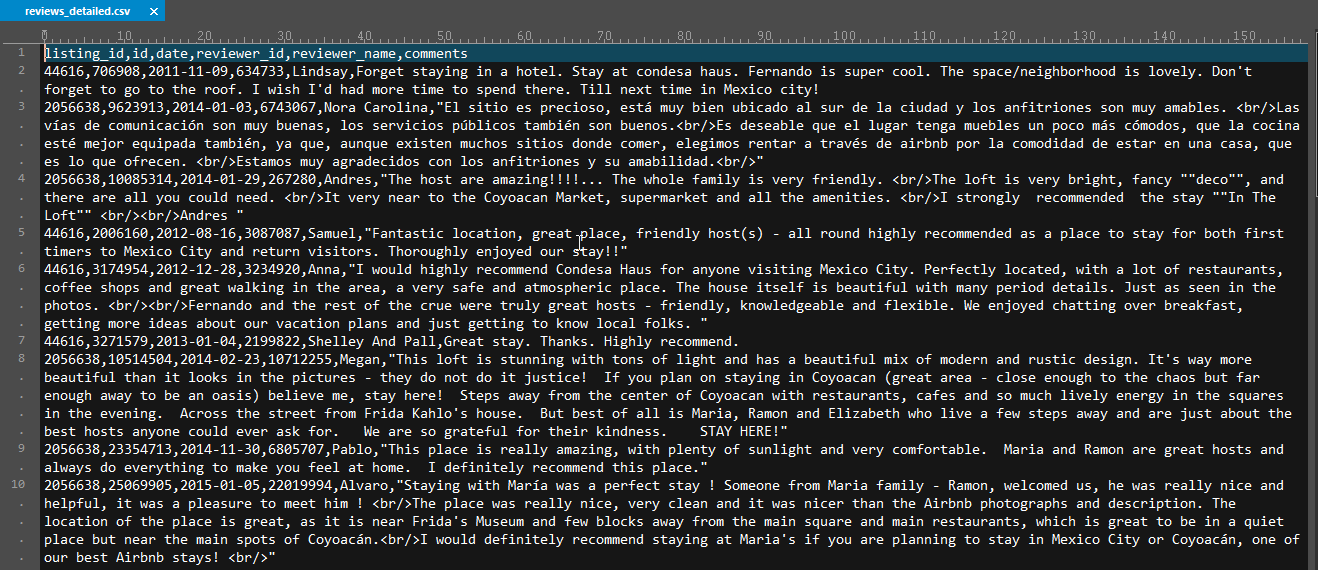 reviews_detailed.csv ×
0 10 20 30 40 50 60 70 80 90 100 110 120 130 140 150
1 listing_id,id,date,reviewer_id,reviewer_name,comments
2 44616,706908,2011-11-09,634733,Lindsay,Forget staying in a hotel. Stay at condesa haus. Fernando is super cool. The space/neighborhood is lovely. Don't
. forget to go to the roof. I wish I'd had more time to spend there. Till next time in Mexico city!
3 2056638,9623913,2014-01-03,6743067,Nora Carolina,"El sitio es precioso, está muy bien ubicado al sur de la ciudad y los anfitriones son muy amables. <br/>Las
. vías de comunicación son muy buenas, los servicios públicos también son buenos.<br/>Es deseable que el lugar tenga muebles un poco más cómodos, que la cocina
. esté mejor equipada también, ya que, aunque existen muchos sitios donde comer, elegimos rentar a través de airbnb por la comodidad de estar en una casa, que
. es lo que ofrecen. <br/>Estamos muy agradecidos con los anfitriones y su amabilidad.<br/>"
4 2056638,10085314,2014-01-29,267280,Andres,"The host are amazing!!!!... The whole family is very friendly. <br/>The loft is very bright, fancy ""deco"", and
. there are all you could need. <br/>It very near to the Coyoacan Market, supermarket and all the amenities. <br/>I strongly  recommended  the stay ""In The
. Loft"" <br/><br/>Andres "
5 44616,2006160,2012-08-16,3087087,Samuel,"Fantastic location, great place, friendly host(s) - all round highly recommended as a place to stay for both first
. timers to Mexico City and return visitors. Thoroughly enjoyed our stay!!"
6 44616,3174954,2012-12-28,3234920,Anna,"I would highly recommend Condesa Haus for anyone visiting Mexico City. Perfectly located, with a lot of restaurants,
. coffee shops and great walking in the area, a very safe and atmospheric place. The house itself is beautiful with many period details. Just as seen in the
. photos. <br/><br/>Fernando and the rest of the crue were truly great hosts - friendly, knowledgeable and flexible. We enjoyed chatting over breakfast,
. getting more ideas about our vacation plans and just getting to know local folks. "
7 44616,3271579,2013-01-04,2199822,Shelley And Pall,Great stay. Thanks. Highly recommend.
8 2056638,10514504,2014-02-23,10712255,Megan,"This loft is stunning with tons of light and has a beautiful mix of modern and rustic design. It's way more
. beautiful than it looks in the pictures - they do not do it justice!  If you plan on staying in Coyoacan (great area - close enough to the chaos but far
. enough away to be an oasis) believe me, stay here!  Steps away from the center of Coyoacan with restaurants, cafes and so much lively energy in the squares
. in the evening.  Across the street from Frida Kahlo's house.  But best of all is Maria, Ramon and Elizabeth who live a few steps away and are just about the
. best hosts anyone could ever ask for.   We are so grateful for their kindness.    STAY HERE!"
9 2056638,23354713,2014-11-30,6805707,Pablo,"This place is really amazing, with plenty of sunlight and very comfortable.  Maria and Ramon are great hosts and
. always do everything to make you feel at home.  I definitely recommend this place."
10 2056638,25069905,2015-01-05,22019994,Alvaro,"Staying with María was a perfect stay ! Someone from Maria family - Ramon, welcomed us, he was really nice and
. helpful, it was a pleasure to meet him ! <br/>The place was really nice, very clean and it was nicer than the Airbnb photographs and description. The
. location of the place is great, as it is near Frida's Museum and few blocks away from the main square and main restaurants, which is great to be in a quiet
. place but near the main spots of Coyoacán.<br/>I would definitely recommend staying at Maria's if you are planning to stay in Mexico City or Coyoacán, one of
. our best Airbnb stays! <br/>"